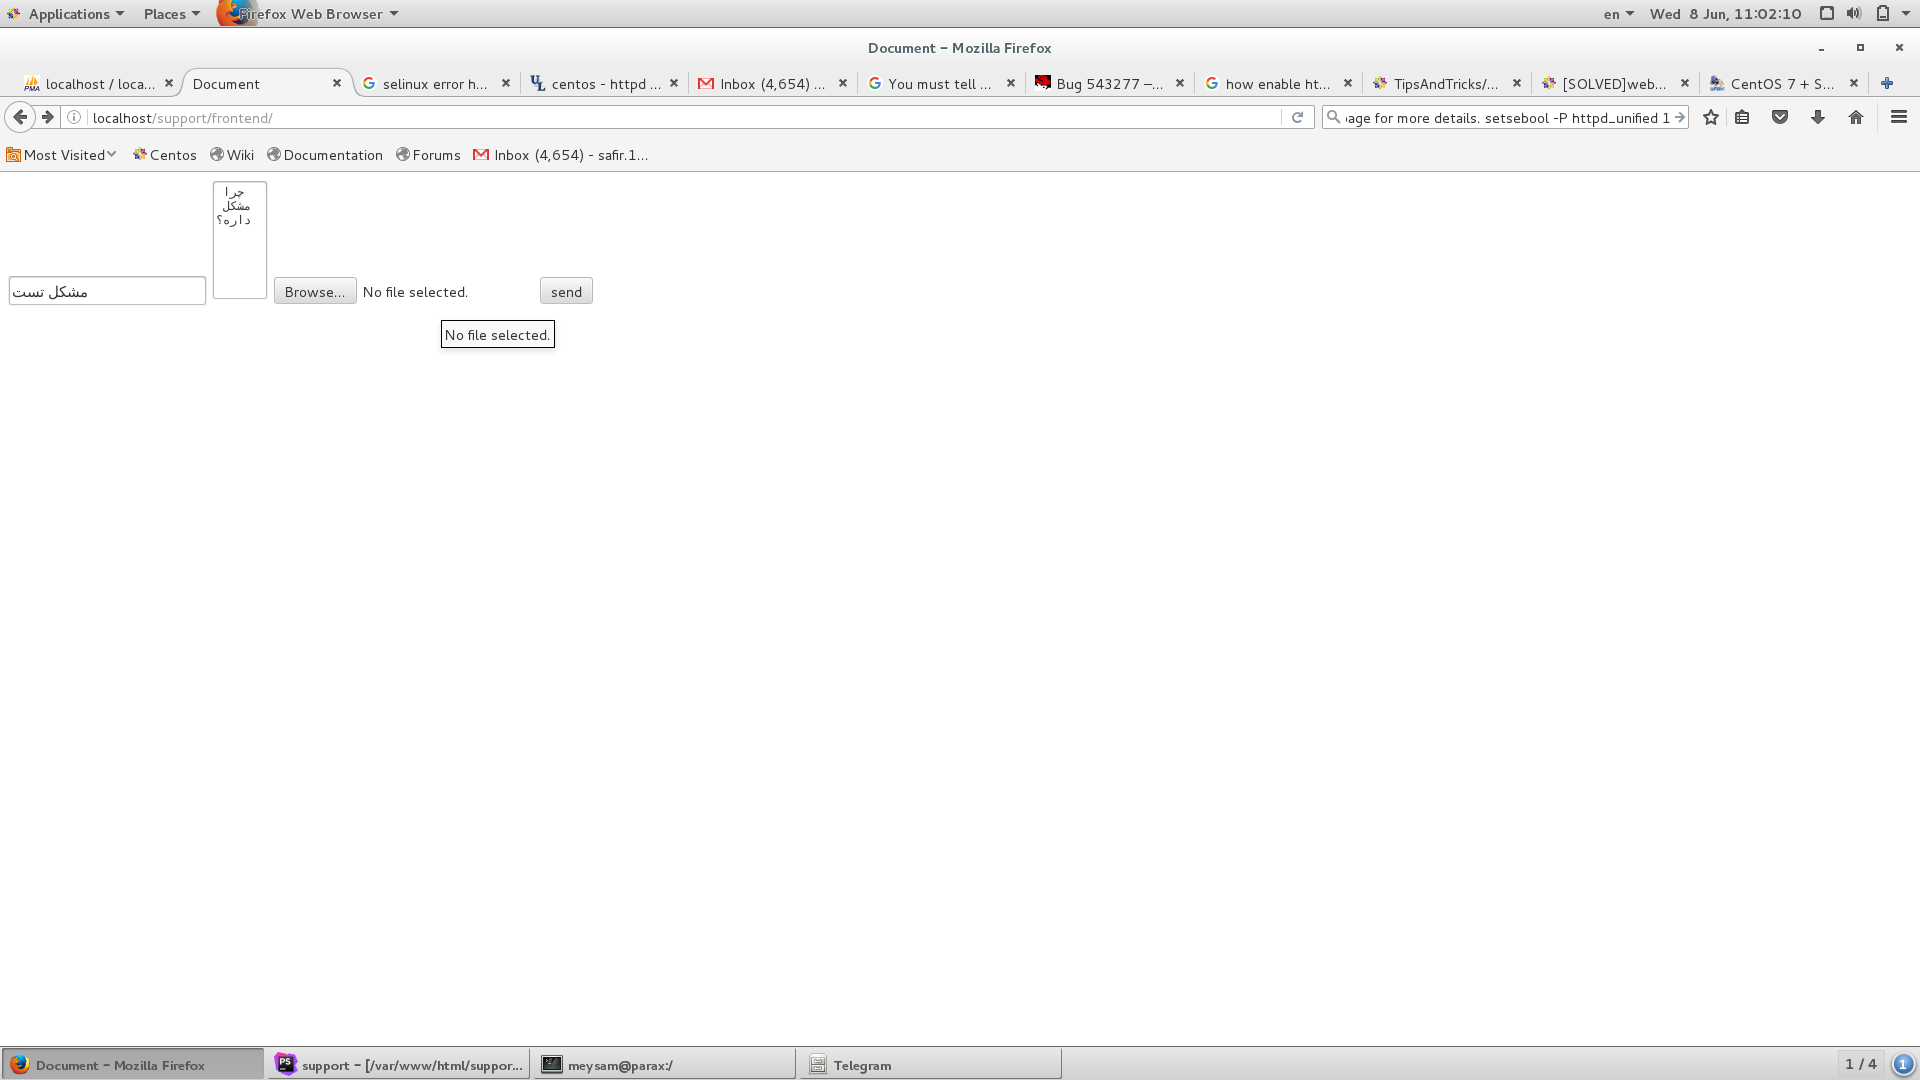 Applications
Places
Firefox Web Browser
en
Wed 8 Jun, 11:02:10
Document – Mozilla Firefox
localhost / loca...
Document
selinux error h...
centos - httpd ...
Inbox (4,654) ...
You must tell ...
Bug 543277 –...
how enable ht...
TipsAndTricks/...
[SOLVED]web...
CentOS 7 + S...
localhost/support/frontend/
page for more details. setsebool -P httpd_unified 1
Most Visited
Centos
Wiki
Documentation
Forums
Inbox (4,654) - safir.1...
چرا
مشکل
داره؟
مشکل تست
Browse...
No file selected.
send
No file selected.
Document – Mozilla Firefox
PS
support – [/var/www/html/suppor...
meysam@parax:/
Telegram
1 / 4
1